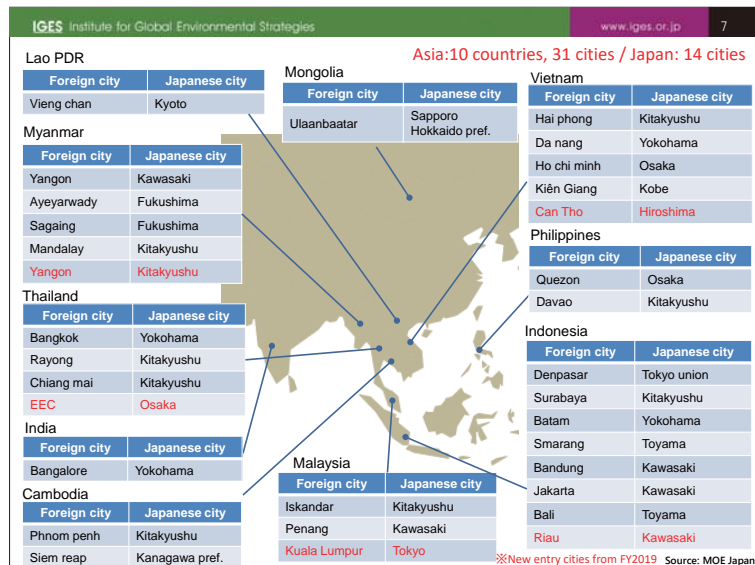 IGES Institute for Global Environmental Strategies
www.iges.or.jp
7
Asia:10 countries, 31 cities / Japan: 14 cities
Lao PDR
Foreign city Japanese city
Vieng chan Kyoto
Myanmar
Foreign city Japanese city
Yangon Kawasaki
Ayeyarwady Fukushima
Sagaing Fukushima
Mandalay Kitakyushu
Yangon Kitakyushu
Thailand
Foreign city Japanese city
Bangkok Yokohama
Rayong Kitakyushu
Chiang mai Kitakyushu
EEC Osaka
India
Foreign city Japanese city
Bangalore Yokohama
Cambodia
Foreign city Japanese city
Phnom penh Kitakyushu
Siem reap Kanagawa pref.
Mongolia
Foreign city Japanese city
Ulaanbaatar Sapporo
Hokkaido pref.
Malaysia
Foreign city Japanese city
Iskandar Kitakyushu
Penang Kawasaki
Kuala Lumpur Tokyo
Vietnam
Foreign city Japanese city
Hai phong Kitakyushu
Da nang Yokohama
Ho chi minh Osaka
Kiên Giang Kobe
Can Tho Hiroshima
Philippines
Foreign city Japanese city
Quezon Osaka
Davao Kitakyushu
Indonesia
Foreign city Japanese city
Denpasar Tokyo union
Surabaya Kitakyushu
Batam Yokohama
Smarang Toyama
Bandung Kawasaki
Jakarta Kawasaki
Bali Toyama
Riau Kawasaki
※New entry cities from FY2019 Source: MOE Japan